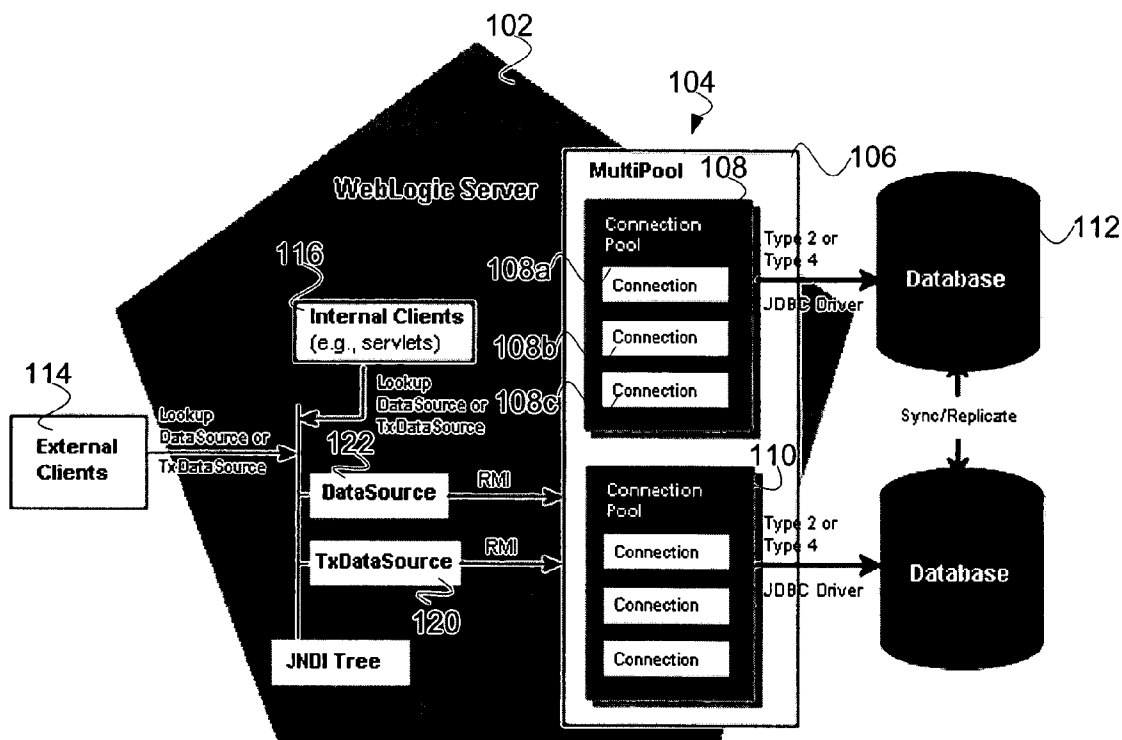 102
104
106
MultiPool
108
WebLogic Server
Connection
Pool
Type 2 or
Type 4
JDBC Driver
112
Database
108a
Connection
116
Internal Clients
(e.g., servlets)
108b
Connection
108c
Connection
114
Lookup
DataSource or
TxDataSource
Lookup
DataSource or
TxDataSource
External
Clients
Sync/Replicate
122
110
DataSource
RMI
Connection
Pool
Type 2 or
Type 4
JDBC Driver
TxDataSource
RMI
Connection
Database
120
Connection
JNDI Tree
Connection